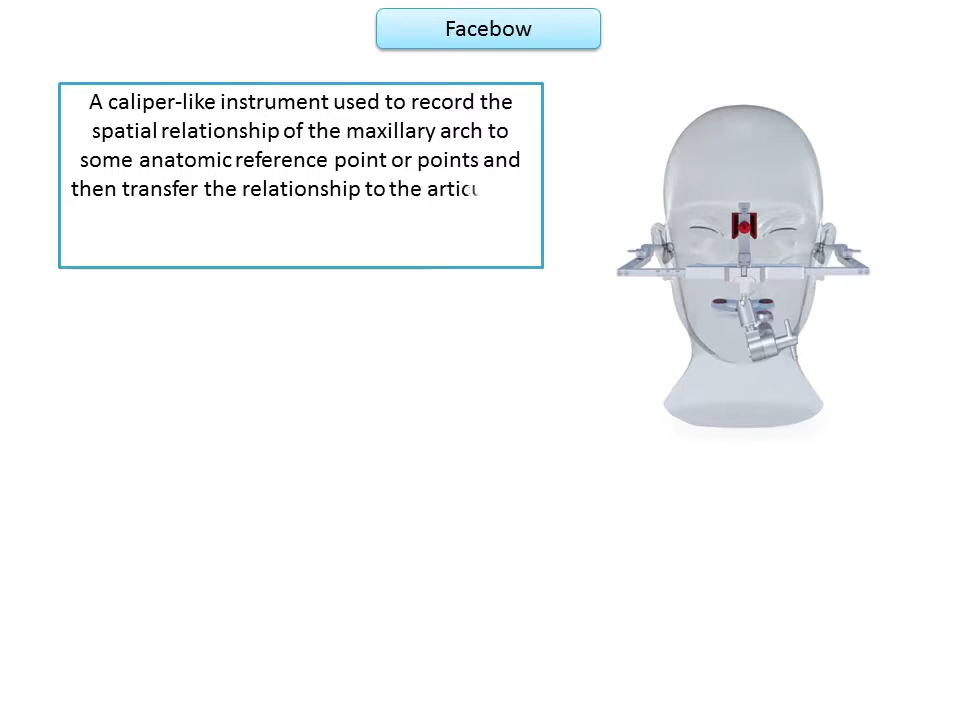 Facebow
A caliper-like instrument used to record the
spatial relationship of the maxillary arch to
some anatomic reference point or points and
then transfer the relationship to the